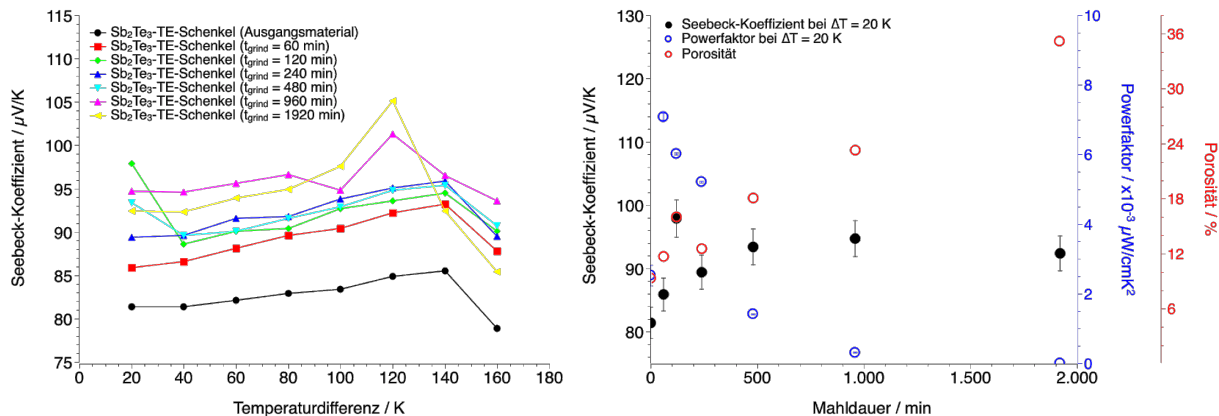 115
110
105
100
95
90
85
80
75
Seebeck-Koeffizient / µV/K
Sb₂Te₃-TE-Schenkel (Ausgangsmaterial)
Sb₂Te₃-TE-Schenkel (tgrind = 60 min)
Sb₂Te₃-TE-Schenkel (tgrind = 120 min)
Sb₂Te₃-TE-Schenkel (tgrind = 240 min)
Sb₂Te₃-TE-Schenkel (tgrind = 480 min)
Sb₂Te₃-TE-Schenkel (tgrind = 960 min)
Sb₂Te₃-TE-Schenkel (tgrind = 1920 min)
20 40 60 80 100 120 140 160 180
Temperaturdifferenz / K
130
120
110
100
90
80
Seebeck-Koeffizient / µV/K
Seebeck-Koeffizient bei ΔT = 20 K
Powerfaktor bei ΔT = 20 K
Porosität
0 500 1.000 1.500 2.000
Mahldauer / min
10
8
6
4
2
0
Powerfaktor / x10⁻³ µW/cmK²
36
30
24
18
12
6
Porosität / %